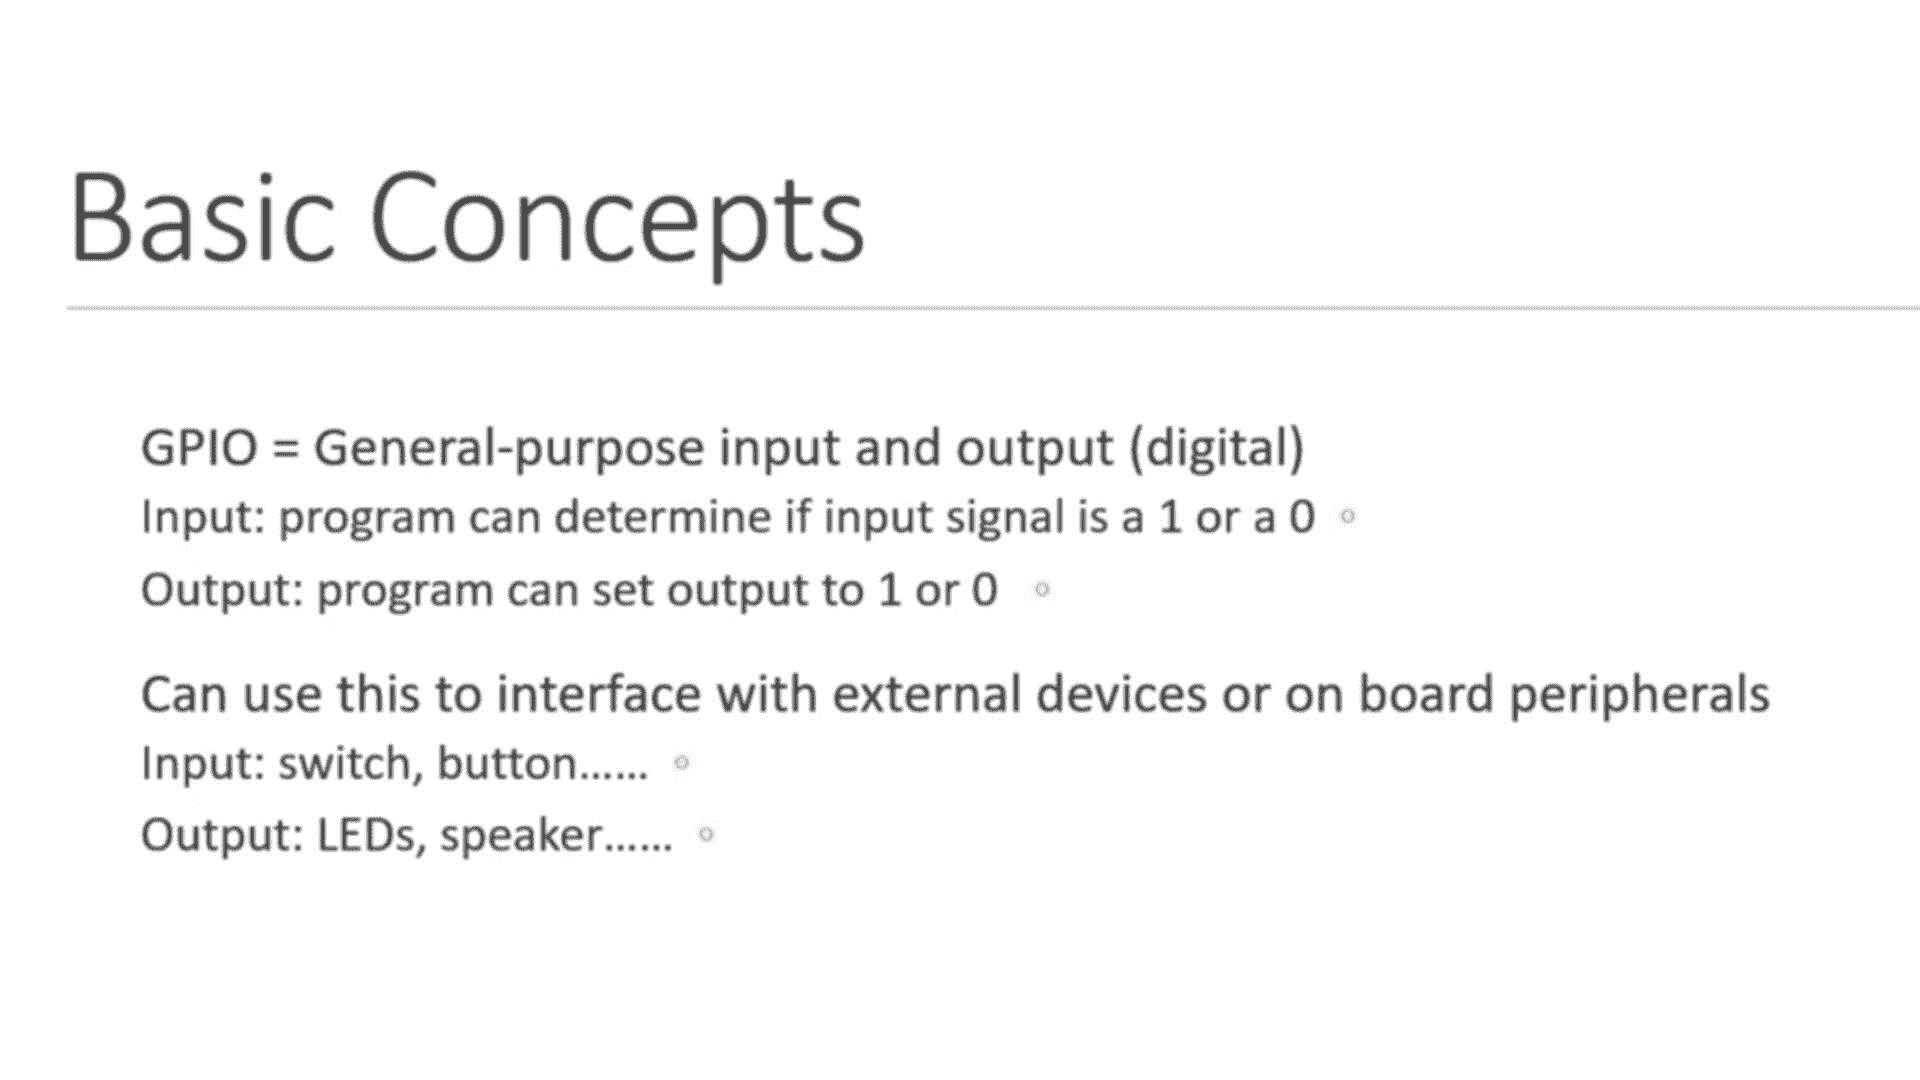 Basic Concepts
GPIO = General-purpose input and output (digital)
Input: program can determine if input signal is a 1 or a 0 ◦
Output: program can set output to 1 or 0 ◦
Can use this to interface with external devices or on board peripherals
Input: switch, button…… ◦
Output: LEDs, speaker…… ◦